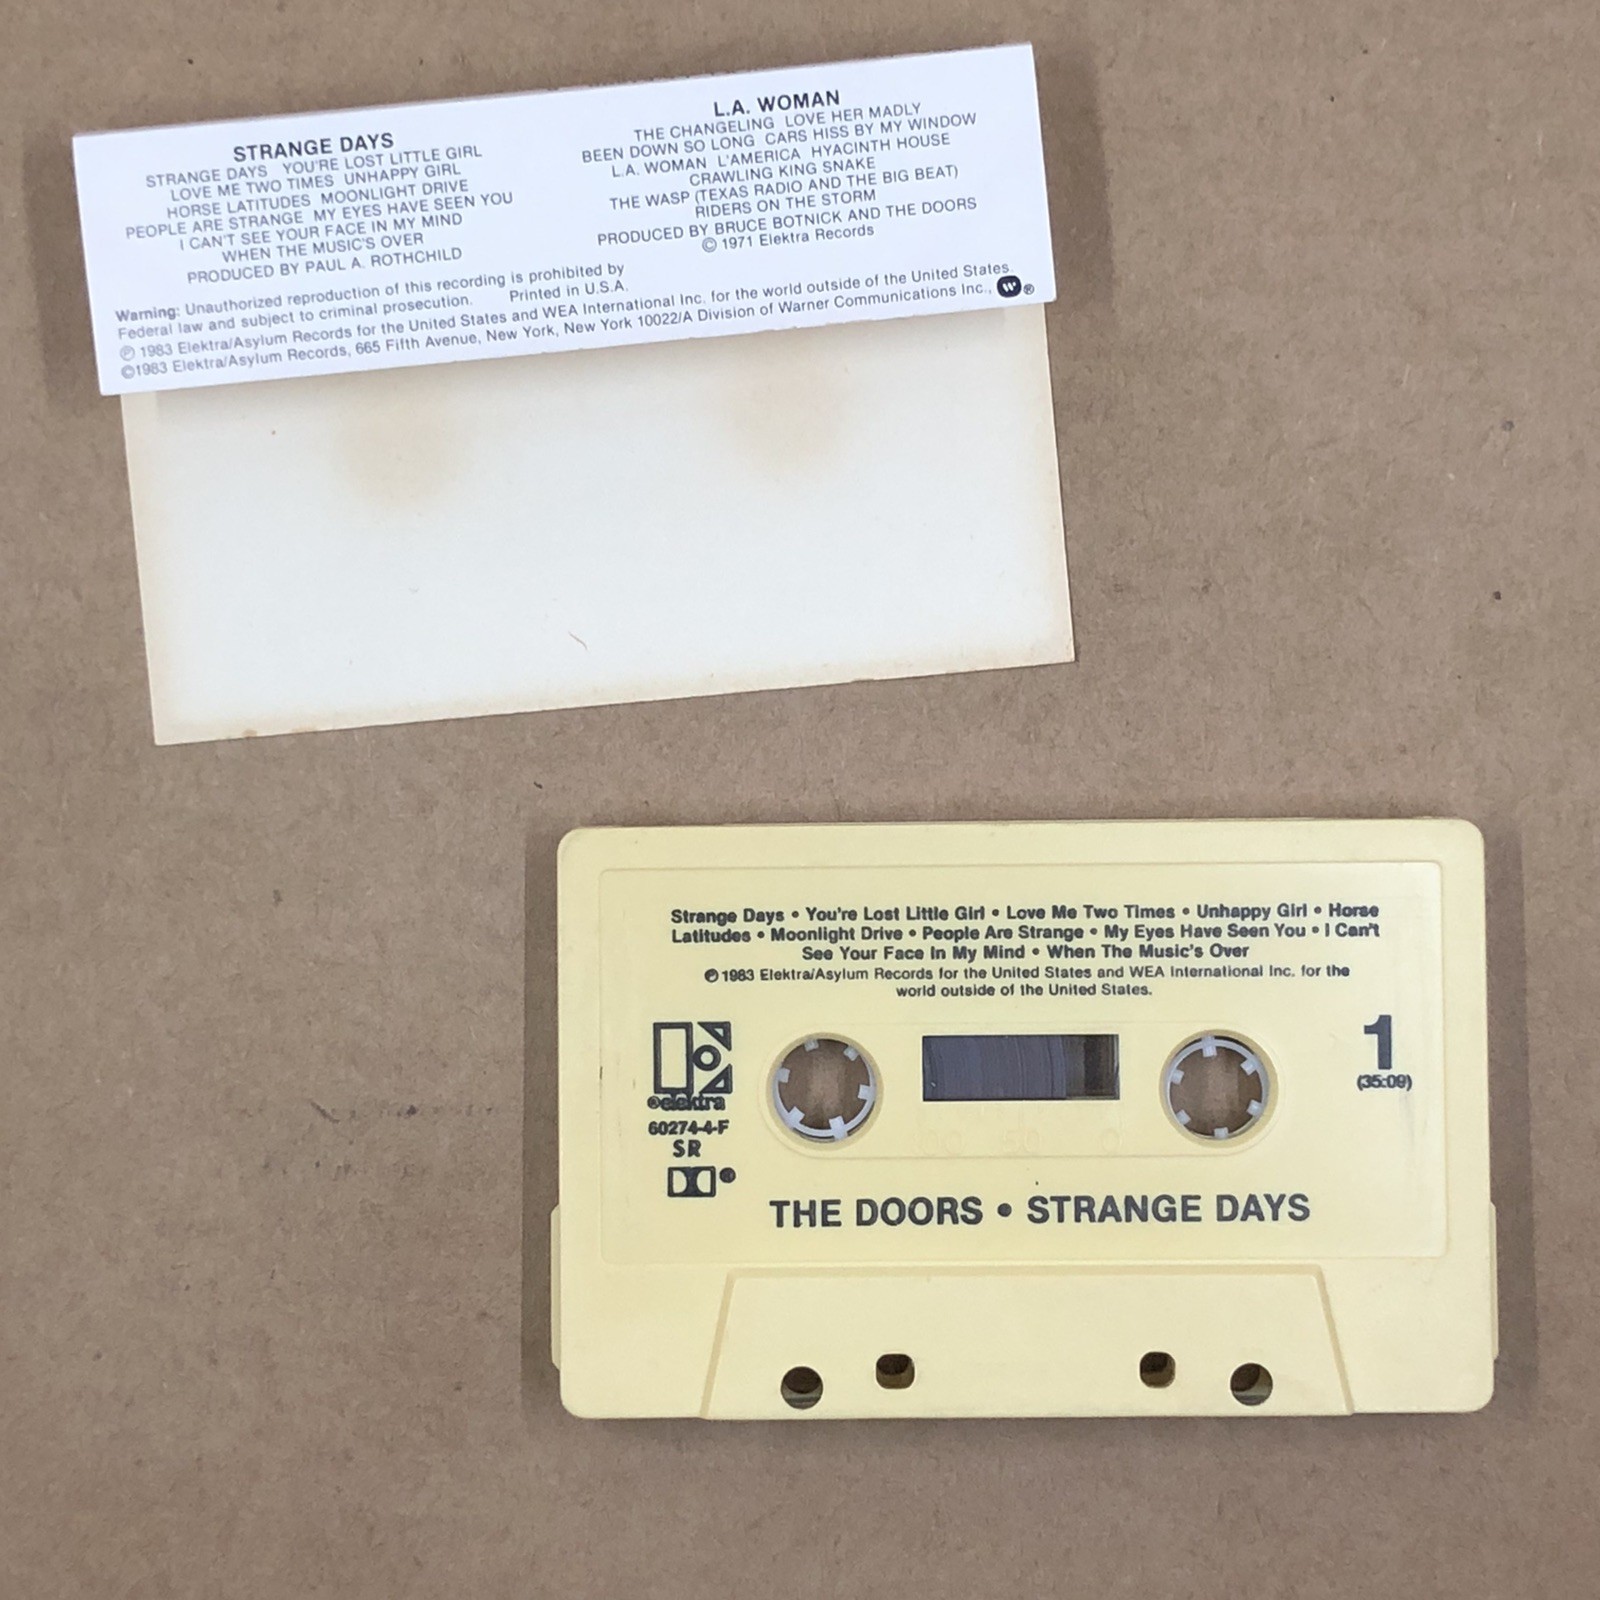 STRANGE DAYS
STRANGE DAYS YOU'RE LOST LITTLE GIRL
LOVE ME TWO TIMES UNHAPPY GIRL
HORSE LATITUDES MOONLIGHT DRIVE
PEOPLE ARE STRANGE MY EYES HAVE SEEN YOU
I CAN'T SEE YOUR FACE IN MY MIND
WHEN THE MUSIC'S OVER
PRODUCED BY PAUL A. ROTHCHILD
L.A. WOMAN
THE CHANGELING LOVE HER MADLY
BEEN DOWN SO LONG CARS HISS BY MY WINDOW
L.A. WOMAN L'AMERICA HYACINTH HOUSE
CRAWLING KING SNAKE
THE WASP (TEXAS RADIO AND THE BIG BEAT)
RIDERS ON THE STORM
PRODUCED BY BRUCE BOTNICK AND THE DOORS
© 1971 Elektra Records
Warning: Unauthorized reproduction of this recording is prohibited by
Federal law and subject to criminal prosecution. Printed in U.S.A.
℗ 1983 Elektra/Asylum Records for the United States and WEA International Inc. for the world outside of the United States.
©1983 Elektra/Asylum Records, 665 Fifth Avenue, New York, New York 10022/A Division of Warner Communications Inc., ®
Strange Days • You're Lost Little Girl • Love Me Two Times • Unhappy Girl • Horse
Latitudes • Moonlight Drive • People Are Strange • My Eyes Have Seen You • I Can't
See Your Face In My Mind • When The Music's Over
℗ 1983 Elektra/Asylum Records for the United States and WEA International Inc. for the
world outside of the United States.
1
(35:09)
elektra
60274-4-F
SR
THE DOORS • STRANGE DAYS